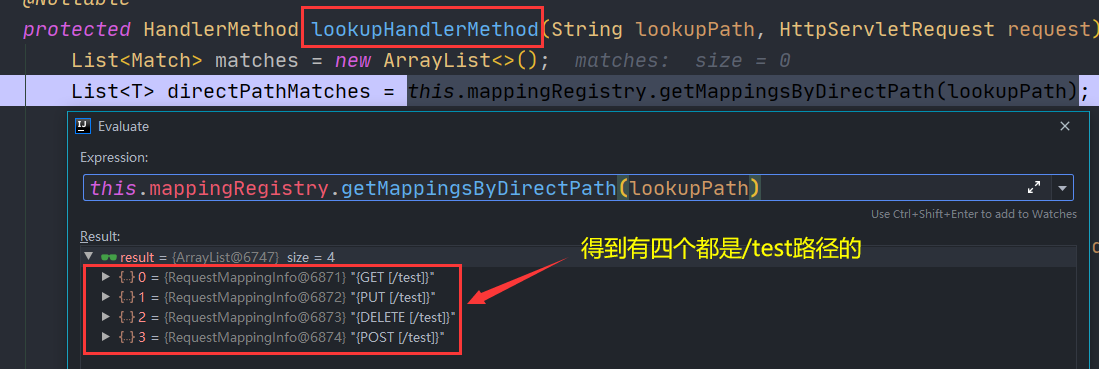 @Nullable
protected HandlerMethod lookupHandlerMethod(String lookupPath, HttpServletRequest request)
List<Match> matches = new ArrayList<>(); matches: size = 0
List<T> directPathMatches = this.mappingRegistry.getMappingsByDirectPath(lookupPath);
Evaluate
Expression:
this.mappingRegistry.getMappingsByDirectPath(lookupPath)
Use Ctrl+Shift+Enter to add to Watches
Result:
result = {ArrayList@6747} size = 4
得到有四个都是/test路径的
0 = {RequestMappingInfo@6871} "{GET [/test]}"
1 = {RequestMappingInfo@6872} "{PUT [/test]}"
2 = {RequestMappingInfo@6873} "{DELETE [/test]}"
3 = {RequestMappingInfo@6874} "{POST [/test]}"